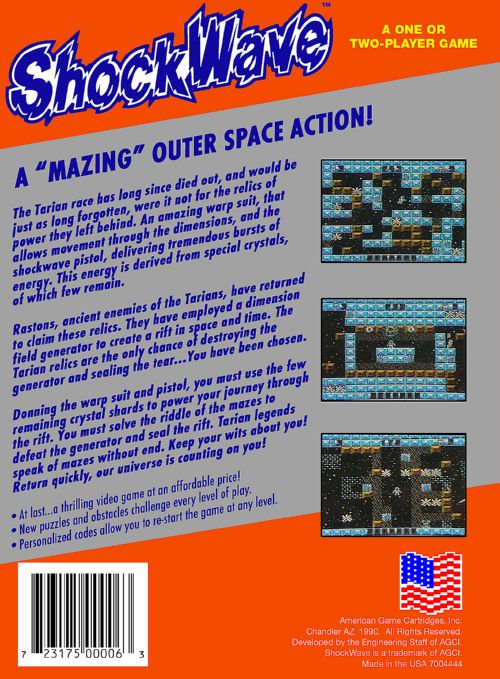 ShockWave™
A ONE OR
TWO-PLAYER GAME
A "MAZING" OUTER SPACE ACTION!
The Tarian race has long since died out, and would be
just as long forgotten, were it not for the relics of
power they left behind. An amazing warp suit, that
allows movement through the dimensions, and the
shockwave pistol, delivering tremendous bursts of
energy. This energy is derived from special crystals,
of which few remain.
Rastons, ancient enemies of the Tarians, have returned
to claim these relics. They have employed a dimension
field generator to create a rift in space and time. The
Tarian relics are the only chance of destroying the
generator and sealing the tear...You have been chosen.
Donning the warp suit and pistol, you must use the few
remaining crystal shards to power your journey through
the rift. You must solve the riddle of the mazes to
defeat the generator and seal the rift. Tarian legends
speak of mazes without end. Keep your wits about you!
Return quickly, our universe is counting on you!
• At last...a thrilling video game at an affordable price!
• New puzzles and obstacles challenge every level of play.
• Personalized codes allow you to re-start the game at any level.
American Game Cartridges, Inc.
Chandler AZ, 1990. All Rights Reserved.
Developed by the Engineering Staff of AGCI.
ShockWave is a trademark of AGCI.
Made in the USA 7004444
7 23175 00006 3